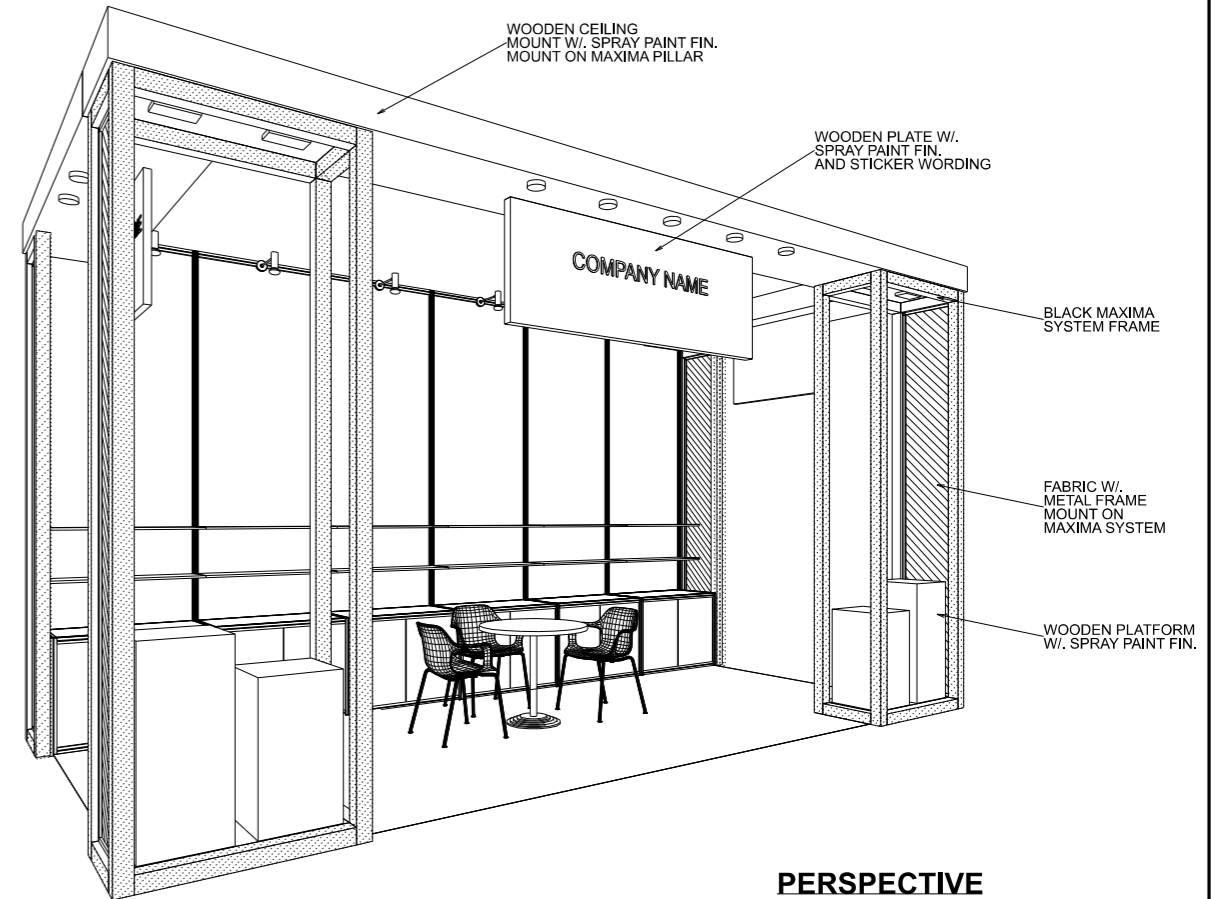 WOODEN CEILING
MOUNT W/. SPRAY PAINT FIN.
MOUNT ON MAXIMA PILLAR
WOODEN PLATE W/.
SPRAY PAINT FIN.
AND STICKER WORDING
COMPANY NAME
BLACK MAXIMA
SYSTEM FRAME
FABRIC W/.
METAL FRAME
MOUNT ON
MAXIMA SYSTEM
WOODEN PLATFORM
W/. SPRAY PAINT FIN.
PERSPECTIVE